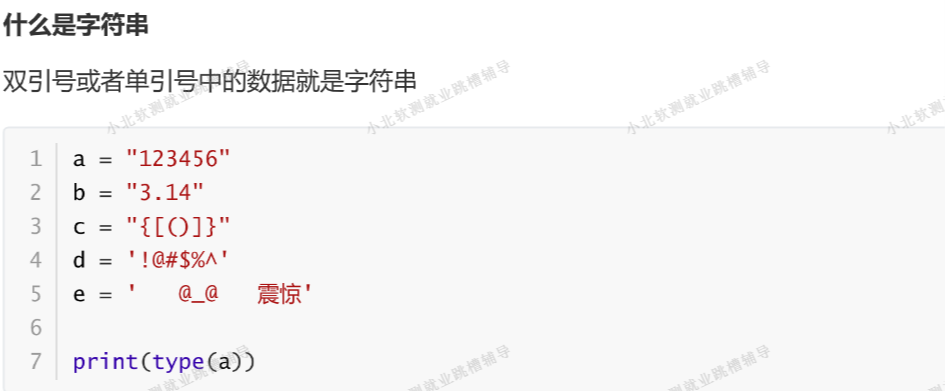 什么是字符串
双引号或者单引号中的数据就是字符串
1 a = "123456"
2 b = "3.14"
3 c = "{[()]}"
4 d = '!@#$%^'
5 e = '   @_@   震惊'
6
7 print(type(a))
小北软测就业跳槽辅导
小北软测就业跳槽辅导
小北软测就业跳槽辅导
小北软测
软测就业跳槽辅导
软测就业跳槽辅导
软测就业跳槽辅导